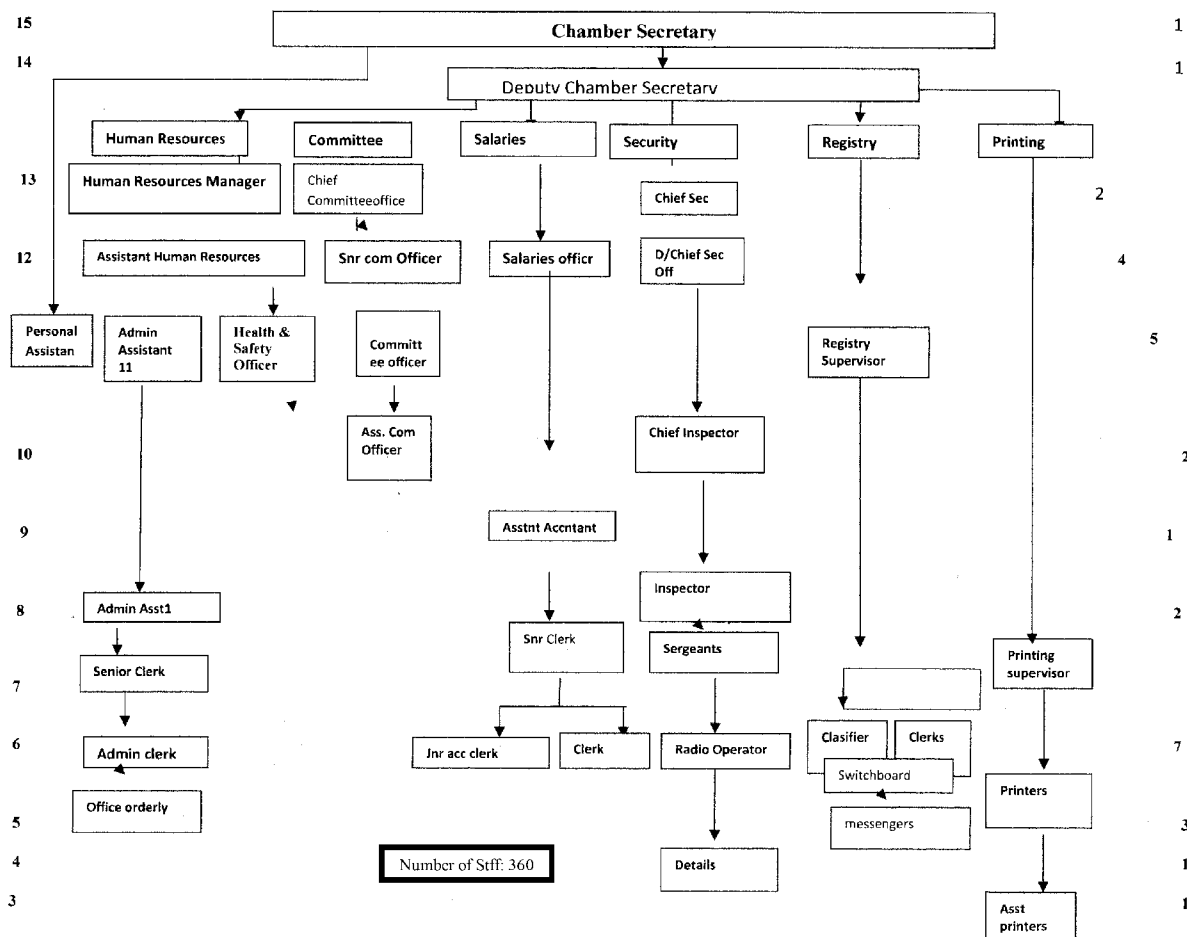 15
Chamber Secretary
1
14
Deputy Chamber Secretary
1
Human Resources
Committee
Salaries
Security
Registry
Printing
13
Human Resources Manager
Chief
Committeeoffice
Chief Sec
2
12
Assistant Human Resources
Snr com Officer
Salaries officr
D/Chief Sec
Off
4
Personal
Assistan
Admin
Assistant
11
Health &
Safety
Officer
Committ
ee officer
Registry
Supervisor
5
10
Ass. Com
Officer
Chief Inspector
2
9
Asstnt Accntant
1
8
Admin Asst1
Inspector
2
Snr Clerk
Sergeants
Printing
supervisor
7
Senior Clerk
6
Admin clerk
Jnr acc clerk
Clerk
Radio Operator
Clasifier
Clerks
7
Switchboard
Printers
5
Office orderly
messengers
3
4
Number of Stff: 360
Details
1
3
Asst
printers
1